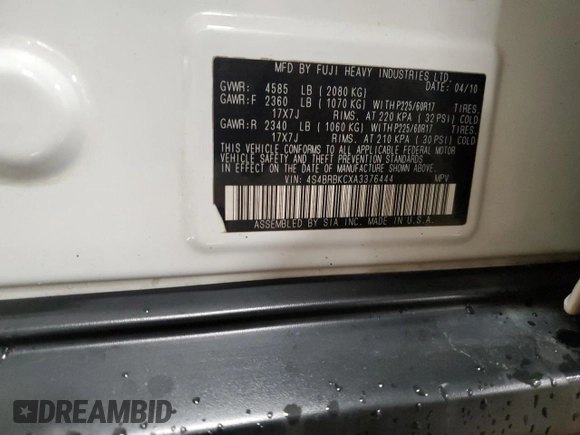 MFD BY FUJI HEAVY INDUSTRIES LTD.
GVWR: 4585 LB ( 2080 KG) DATE: 04/10
GAWR:F 2360 LB ( 1070 KG) WITH P225/60R17 TIRES.
17X7J RIMS. AT 220 KPA ( 32 PSI) COLD
GAWR:R 2340 LB ( 1060 KG) WITH P225/60R17 TIRES.
17X7J RIMS. AT 210 KPA ( 30 PSI) COLD
THIS VEHICLE CONFORMS TO ALL APPLICABLE FEDERAL MOTOR
VEHICLE SAFETY AND THEFT PREVENTION STANDARDS
IN EFFECT ON THE DATE OF MANUFACTURE SHOWN ABOVE.
VIN: 4S4BRBKCXA3376444 MPV
ASSEMBLED BY SIA INC. MADE IN U.S.A.
DREAMBID